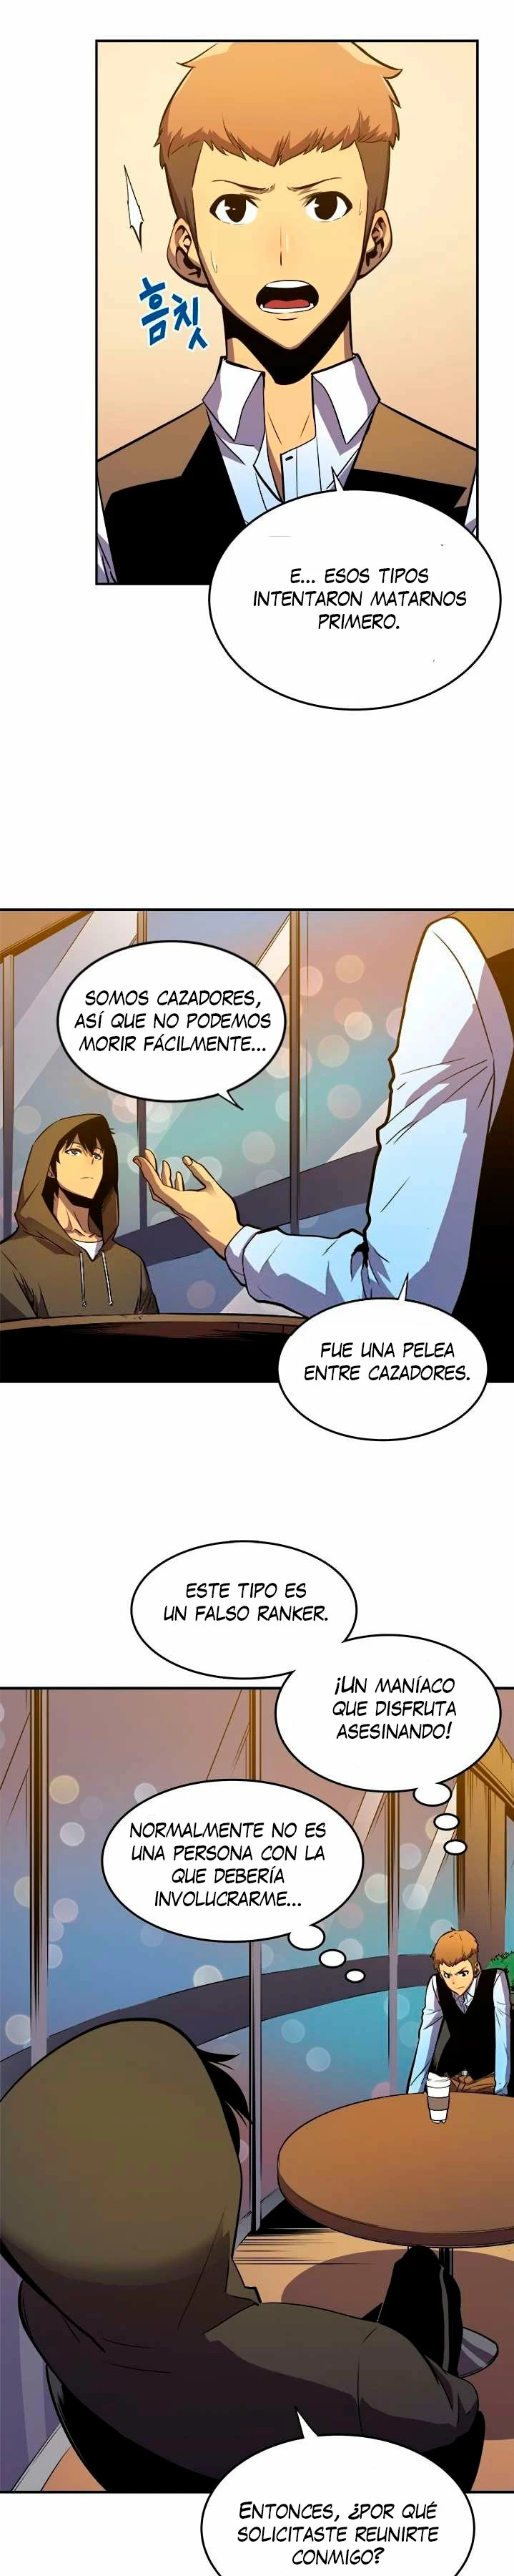 흠칫
E... ESOS TIPOS
INTENTARON MATARNOS
PRIMERO.
SOMOS CAZADORES,
ASÍ QUE NO PODEMOS
MORIR FÁCILMENTE...
FUE UNA PELEA
ENTRE CAZADORES.
ESTE TIPO ES
UN FALSO RANKER.
¡UN MANÍACO
QUE DISFRUTA
ASESINANDO!
NORMALMENTE NO ES
UNA PERSONA CON LA
QUE DEBERÍA
INVOLUCRARME...
ENTONCES, ¿POR QUÉ
SOLICITASTE REUNIRTE
CONMIGO?